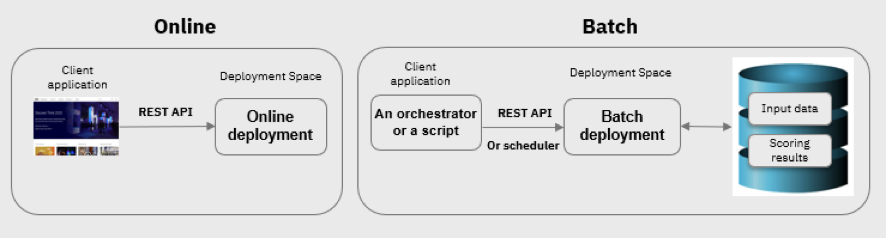 Online
Client
application
REST API
Deployment Space
Online
deployment
Batch
Client
application
An orchestrator
or a script
REST API
Or scheduler
Deployment Space
Batch
deployment
Input data
Scoring
results